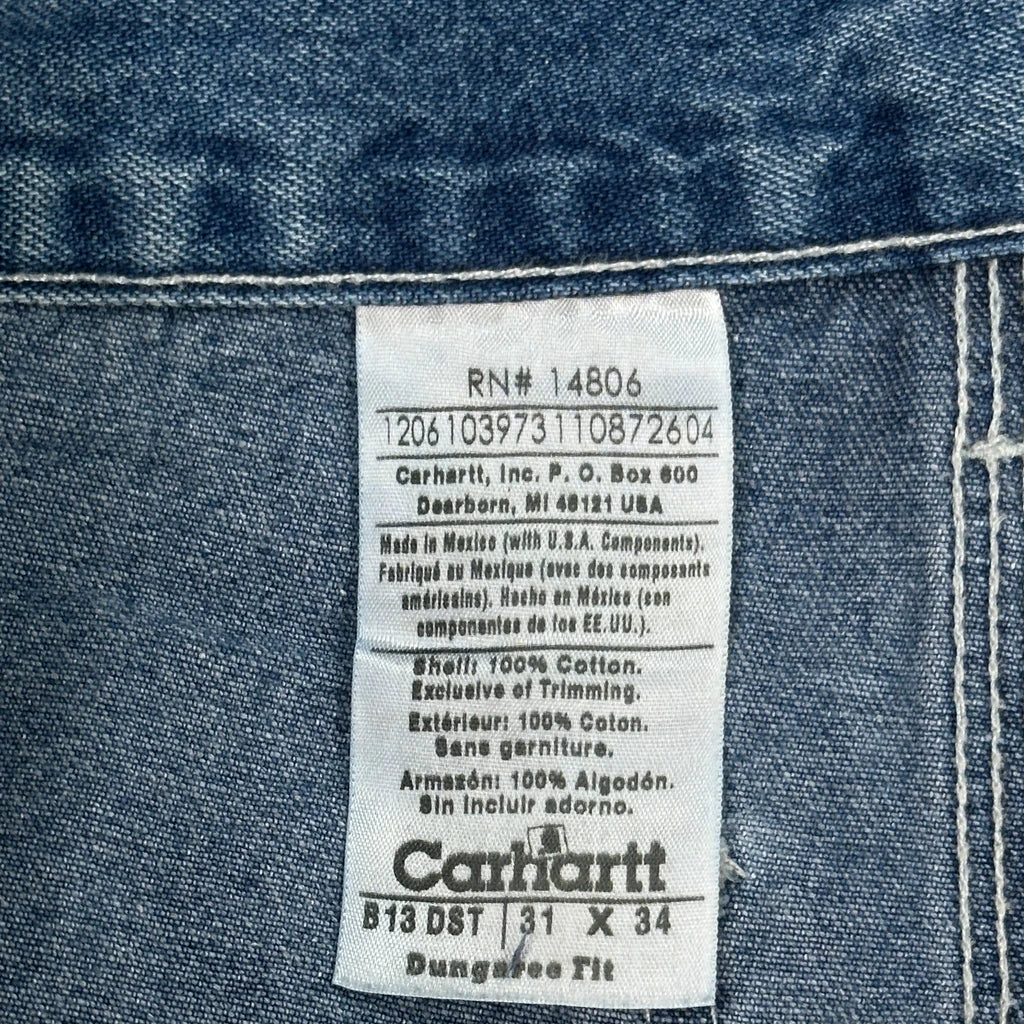 RN# 14806
1206103973110872604
Carhartt, Inc. P. O. Box 600
Dearborn, MI 48121 USA
Made in Mexico (with U.S.A. Components).
Fabriqué au Mexique (avec des composants
américains). Hecho en México (con
componentes de los EE.UU.).
Shell: 100% Cotton.
Exclusive of Trimming.
Extérieur: 100% Coton.
Sans garniture.
Armazón: 100% Algodón.
Sin incluir adorno.
Carhartt
B13 DST 31 X 34
Dungaree Fit